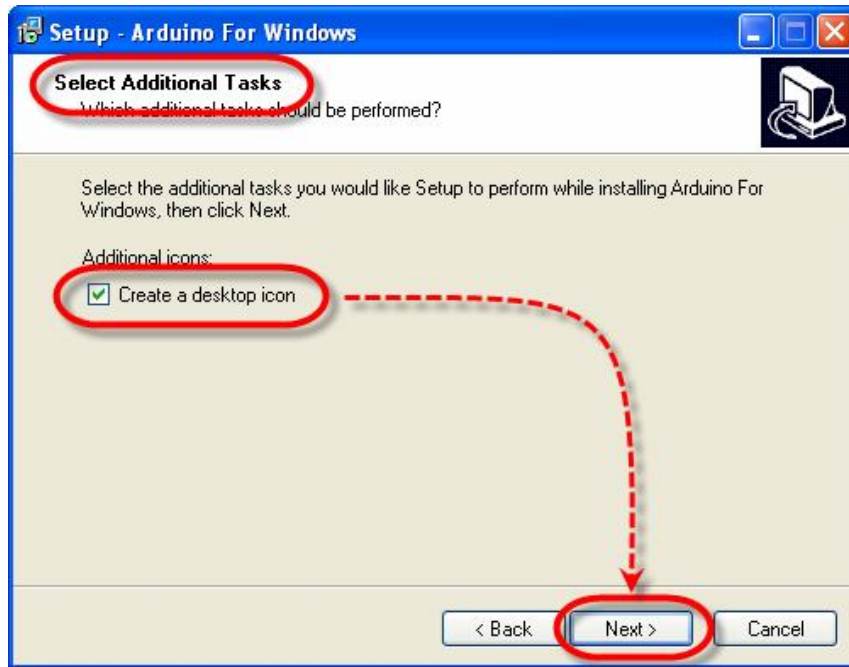 Setup - Arduino For Windows
Select Additional Tasks
Which additional tasks should be performed?
Select the additional tasks you would like Setup to perform while installing Arduino For
Windows, then click Next.
Additional icons:
Create a desktop icon
< Back
Next >
Cancel